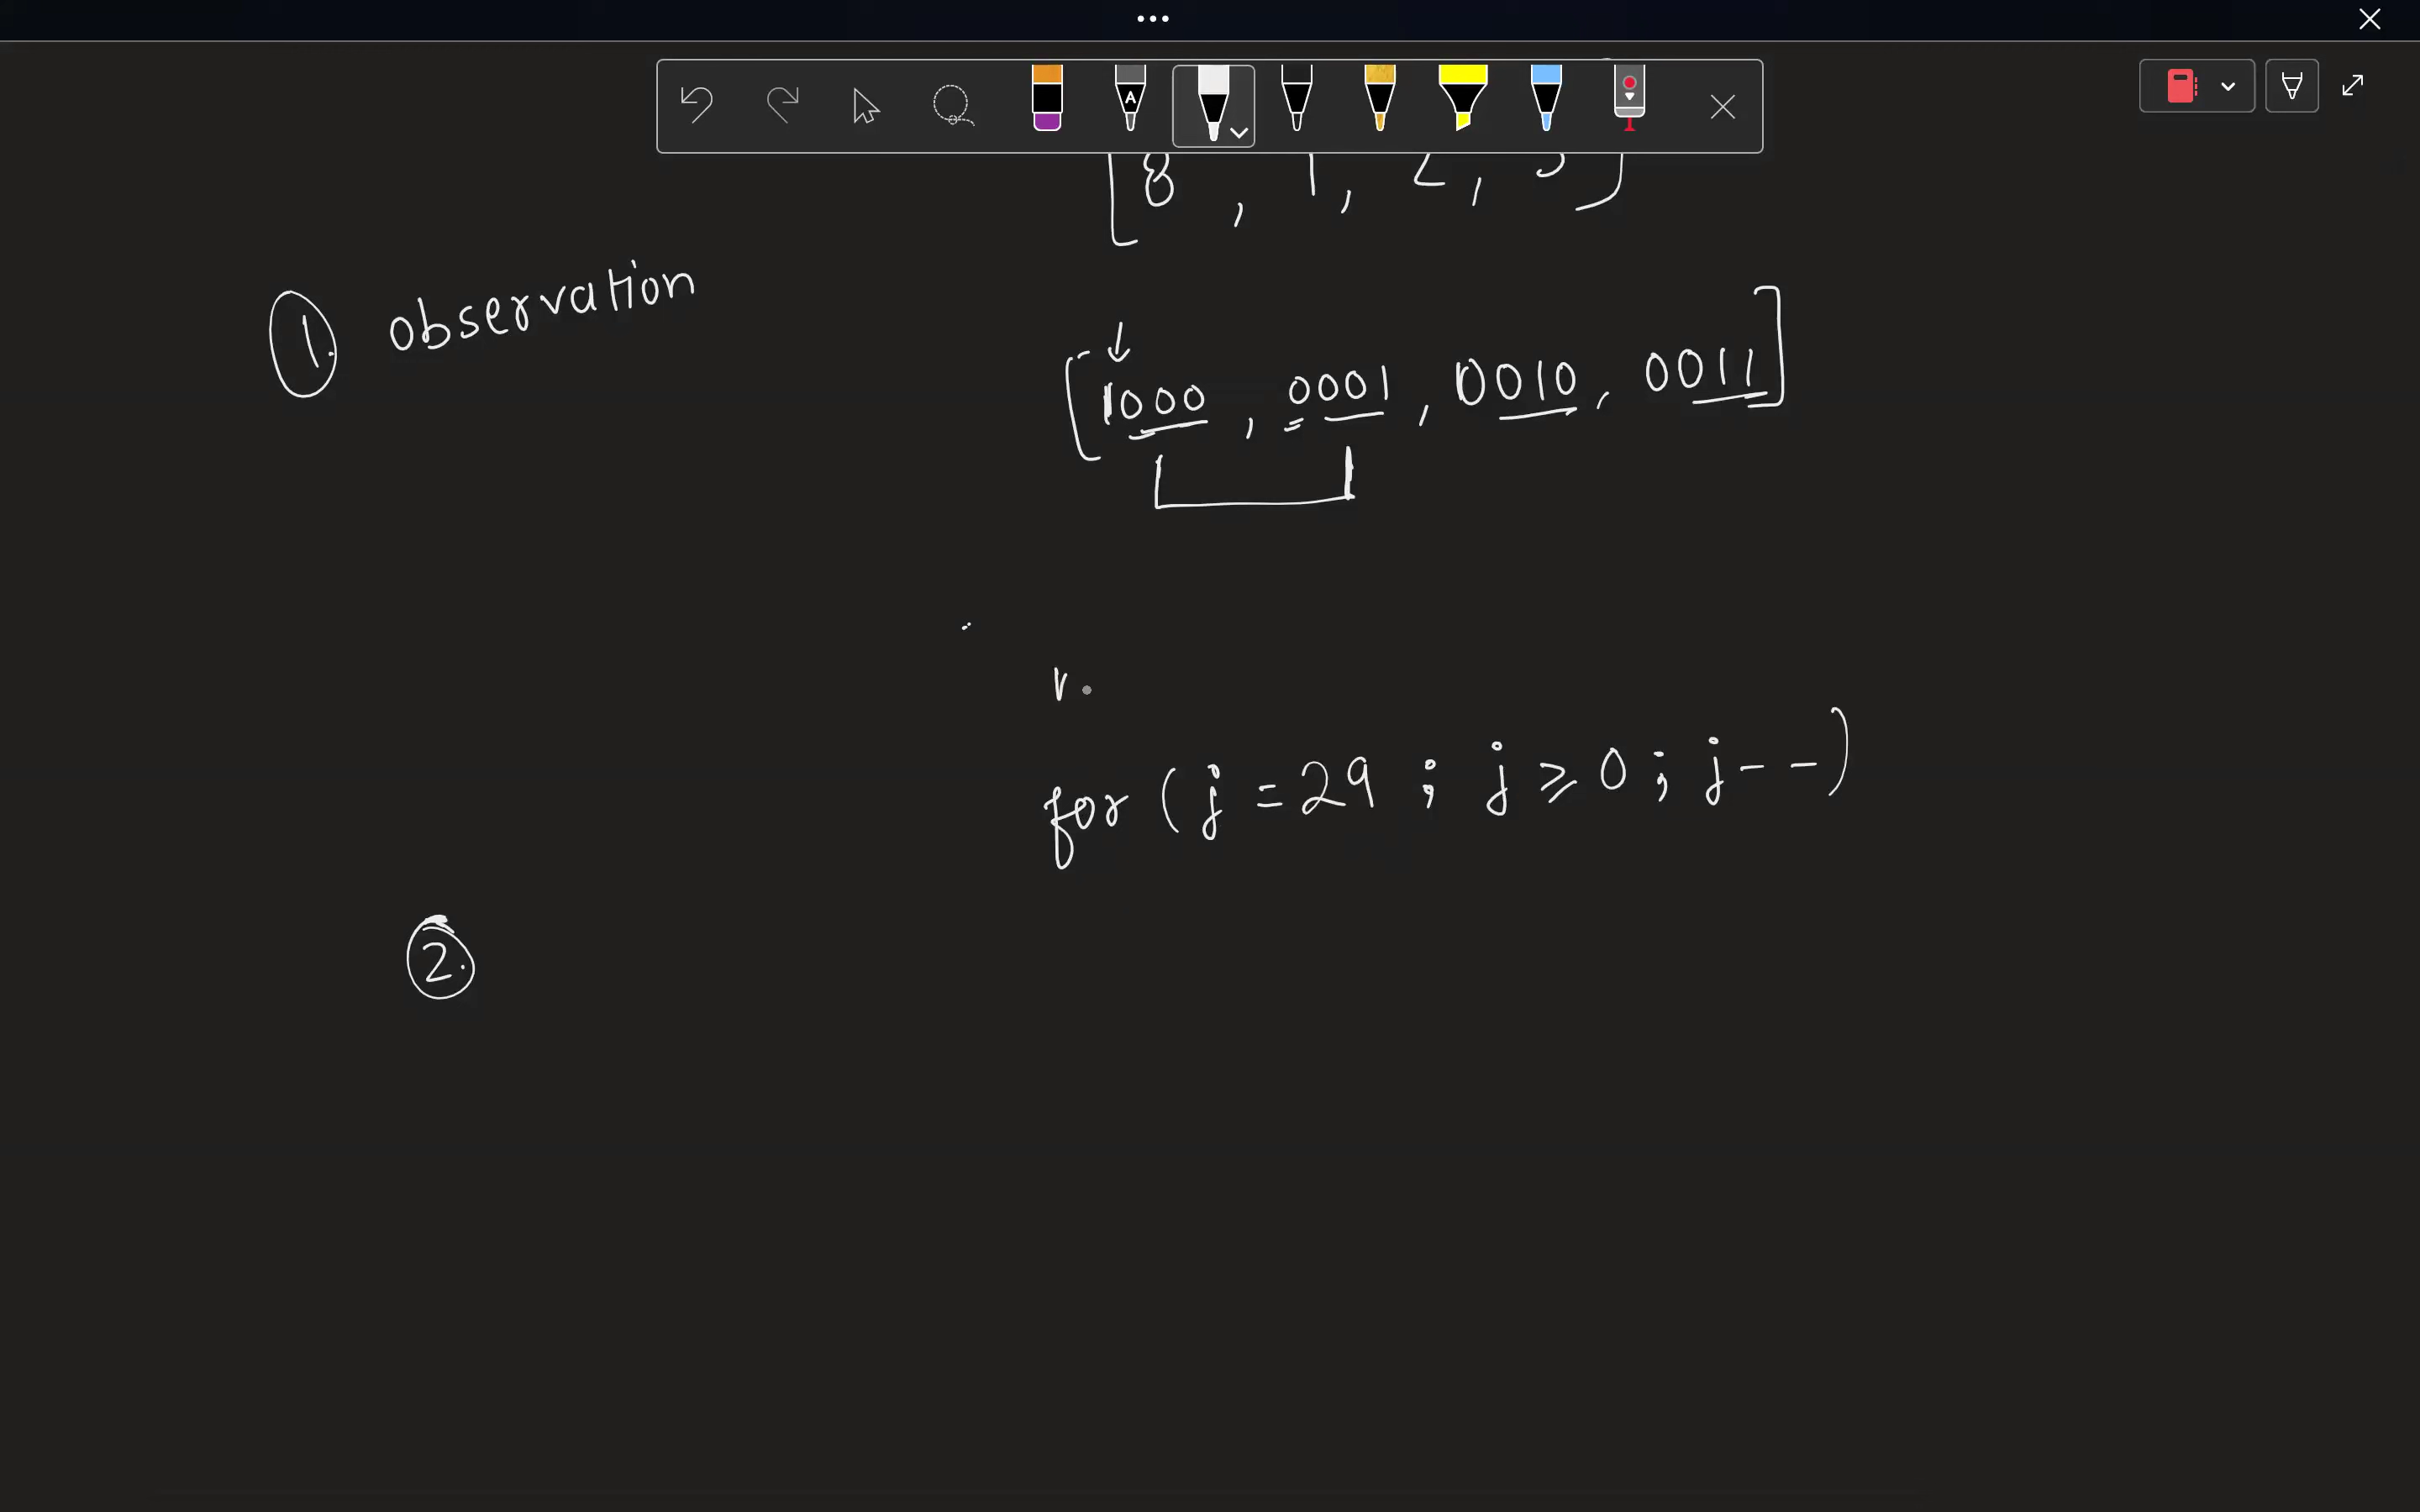 [8, 1, 2, 3]
1. observation
[1000, 0001, 0010, 0011]
for (j = 29 ; j ≥ 0 ; j - -)
2.